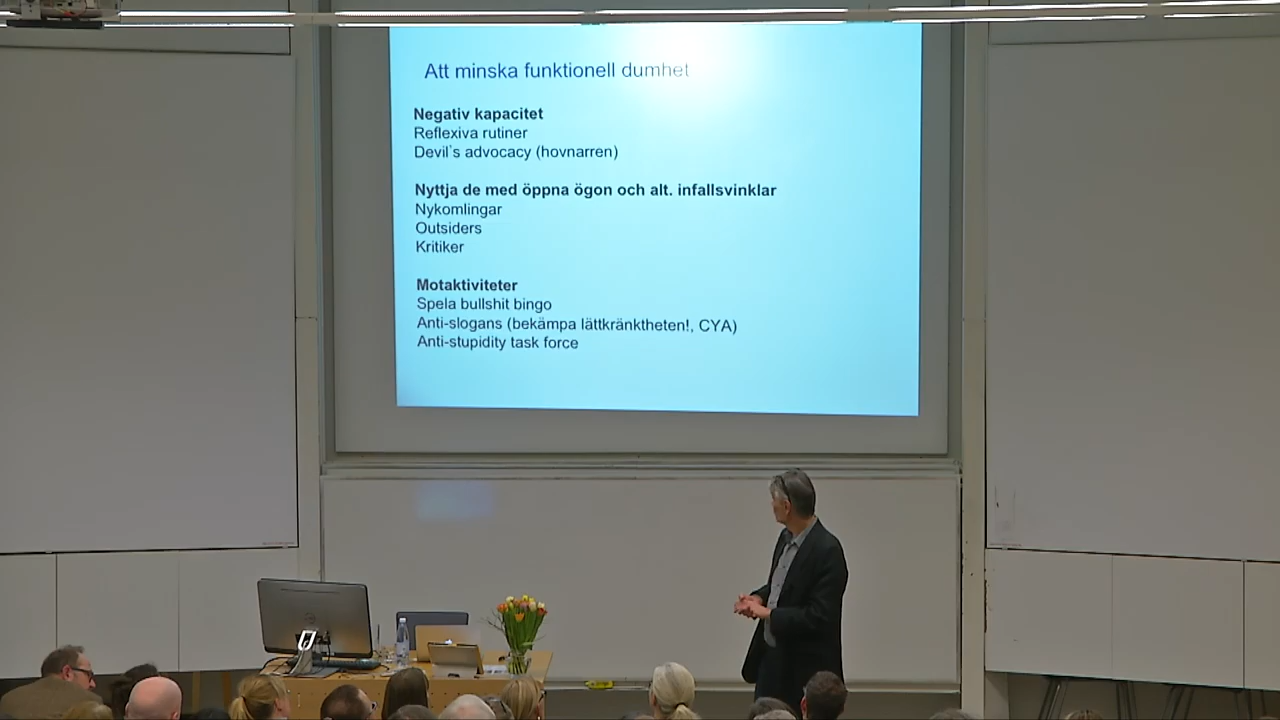 Att minska funktionell dumhet
Negativ kapacitet
Reflexiva rutiner
Devil's advocacy (hovnarren)
Nyttja de med öppna ögon och alt. infallsvinklar
Nykomlingar
Outsiders
Kritiker
Motaktiviteter
Spela bullshit bingo
Anti-slogans (bekämpa lättkränktheten!, CYA)
Anti-stupidity task force